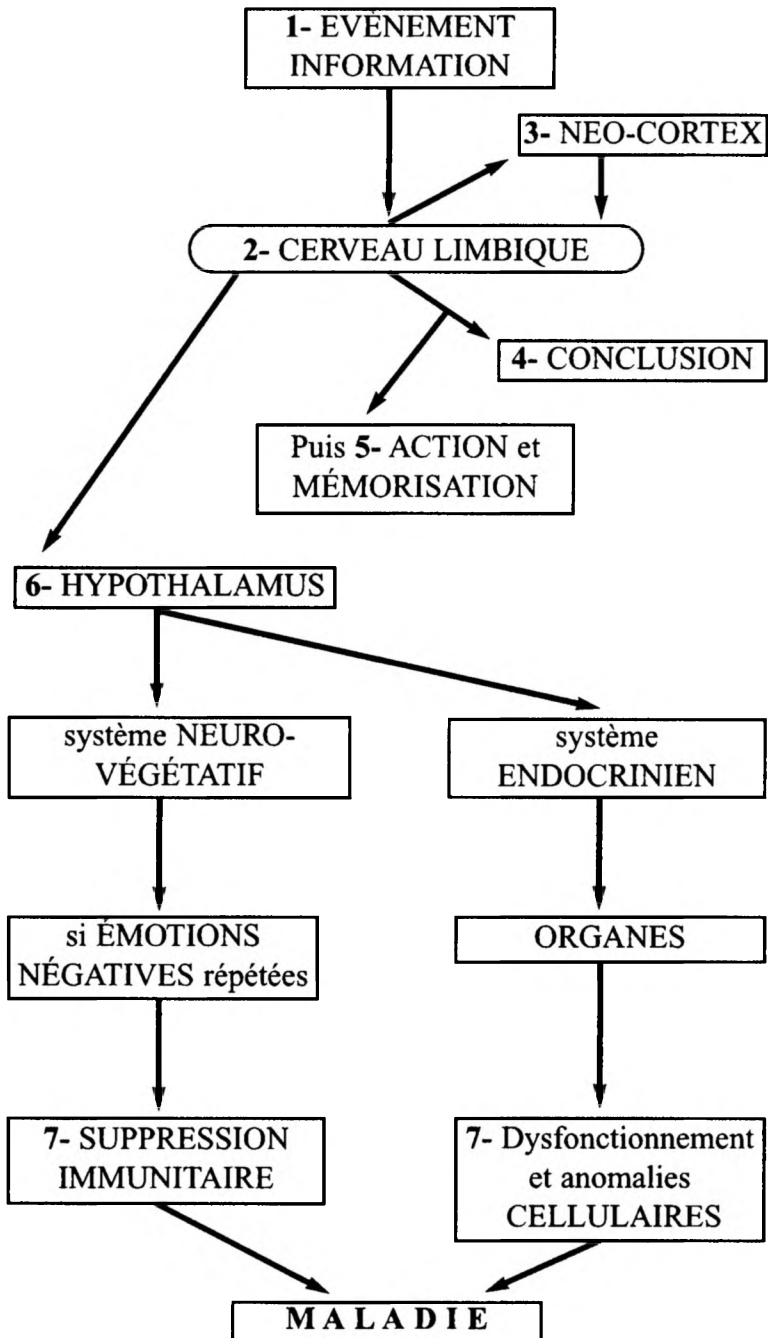 1- EVÉNEMENT
INFORMATION
3- NEO-CORTEX
2- CERVEAU LIMBIQUE
4- CONCLUSION
Puis 5- ACTION et
MÉMORISATION
6- HYPOTHALAMUS
système NEURO-
VÉGÉTATIF
système
ENDOCRINIEN
si ÉMOTIONS
NÉGATIVES répétées
ORGANES
7- SUPPRESSION
IMMUNITAIRE
7- Dysfonctionnement
et anomalies
CELLULAIRES
MALADIE